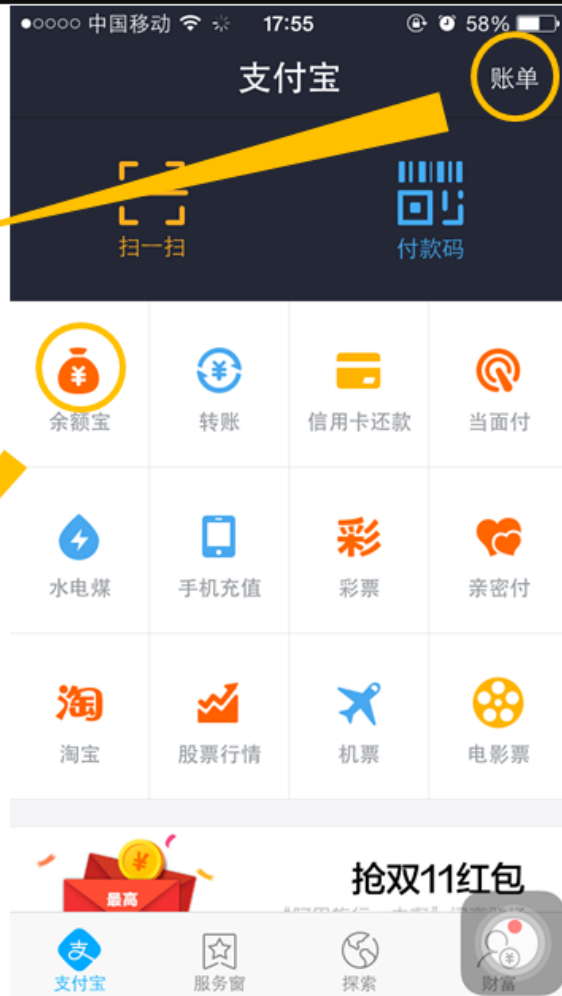 中国移动 17:55 58%
支付宝 账单
扫一扫 付款码
余额宝 转账 信用卡还款 当面付
水电煤 手机充值 彩 彩票 亲密付
淘 淘宝 股票行情 机票 电影票
抢双11红包
最高
支
支付宝 服务窗 探索 财富